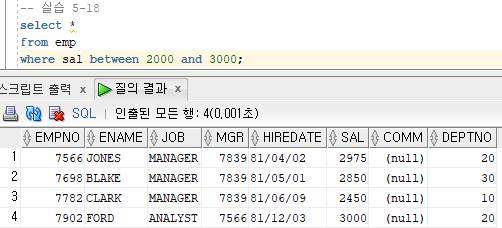 -- 실습 5-18
select *
from emp
where sal between 2000 and 3000;
스크립트 출력 x 질의 결과 x
SQL | 인출된 모든 행: 4(0,001초)
EMPNO ENAME JOB MGR HIREDATE SAL COMM DEPTNO
1 7566 JONES MANAGER 7839 81/04/02 2975 (null) 20
2 7698 BLAKE MANAGER 7839 81/05/01 2850 (null) 30
3 7782 CLARK MANAGER 7839 81/06/09 2450 (null) 10
4 7902 FORD ANALYST 7566 81/12/03 3000 (null) 20